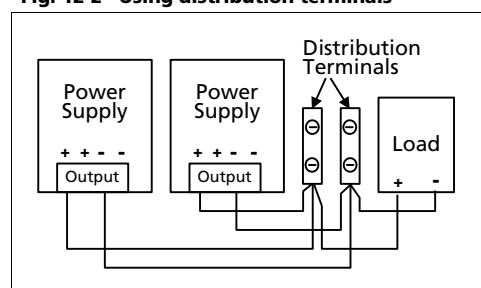 Fig. 12-2 Using distribution terminals
Distribution
Terminals
Power
Supply
+ + - -
Output
Power
Supply
+ + - -
Output
Load
+ -